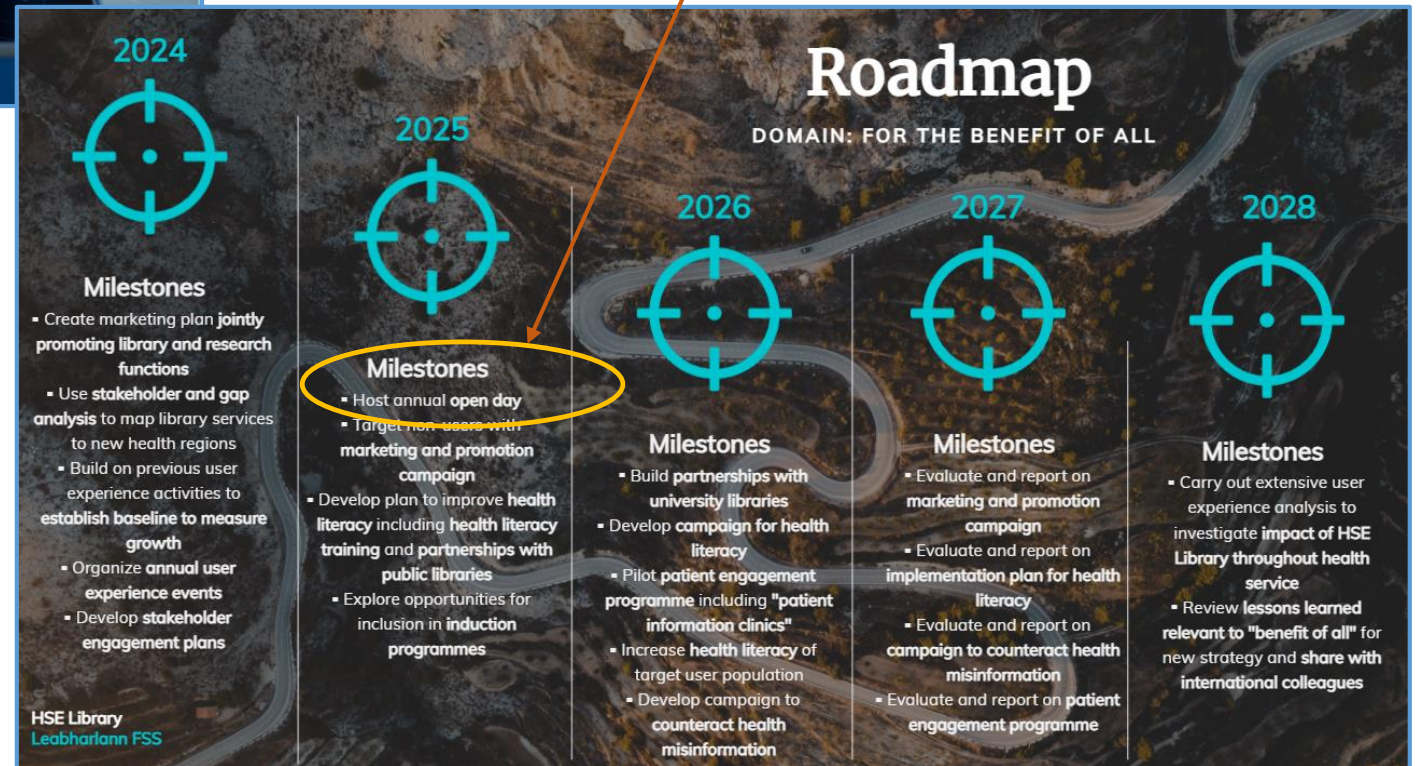 Roadmap
DOMAIN: FOR THE BENEFIT OF ALL
2024
Milestones
▪ Create marketing plan jointly
promoting library and research
functions
▪ Use stakeholder and gap
analysis to map library services
to new health regions
▪ Build on previous user
experience activities to
establish baseline to measure
growth
▪ Organize annual user
experience events
▪ Develop stakeholder
engagement plans
2025
Milestones
▪ Host annual open day
▪ Target non-users with
marketing and promotion
campaign
▪ Develop plan to improve health
literacy including health literacy
training and partnerships with
public libraries
▪ Explore opportunities for
inclusion in induction
programmes
2026
Milestones
▪ Build partnerships with
university libraries
▪ Develop campaign for health
literacy
▪ Pilot patient engagement
programme including "patient
information clinics"
▪ Increase health literacy of
target user population
▪ Develop campaign to
counteract health
misinformation
2027
Milestones
▪ Evaluate and report on
marketing and promotion
campaign
▪ Evaluate and report on
implementation plan for health
literacy
▪ Evaluate and report on
campaign to counteract health
misinformation
▪ Evaluate and report on patient
engagement programme
2028
Milestones
▪ Carry out extensive user
experience analysis to
investigate impact of HSE
Library throughout health
service
▪ Review lessons learned
relevant to "benefit of all" for
new strategy and share with
international colleagues
HSE Library
Leabharlann FSS